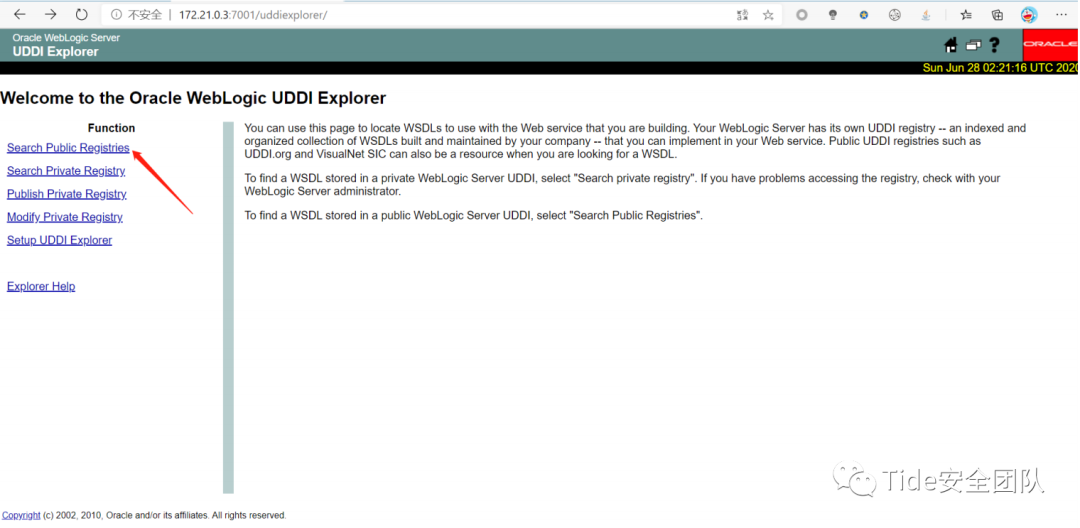 不安全 | 172.21.0.3:7001/uddiexplorer/
Oracle WebLogic Server
UDDI Explorer
ORACLE
Sun Jun 28 02:21:16 UTC 2020
Welcome to the Oracle WebLogic UDDI Explorer
Function
Search Public Registries
Search Private Registry
Publish Private Registry
Modify Private Registry
Setup UDDI Explorer
Explorer Help
You can use this page to locate WSDLs to use with the Web service that you are building. Your WebLogic Server has its own UDDI registry -- an indexed and
organized collection of WSDLs built and maintained by your company -- that you can implement in your Web service. Public UDDI registries such as
UDDI.org and VisualNet SIC can also be a resource when you are looking for a WSDL.
To find a WSDL stored in a private WebLogic Server UDDI, select "Search private registry". If you have problems accessing the registry, check with your
WebLogic Server administrator.
To find a WSDL stored in a public WebLogic Server UDDI, select "Search Public Registries".
Tide安全团队
Copyright (c) 2002, 2010, Oracle and/or its affiliates. All rights reserved.